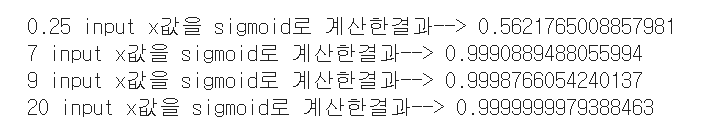 0.25 input x값을 sigmoid로 계산한결과--> 0.5621765008857981
7 input x값을 sigmoid로 계산한결과--> 0.9990889488055994
9 input x값을 sigmoid로 계산한결과--> 0.9998766054240137
20 input x값을 sigmoid로 계산한결과--> 0.9999999979388463